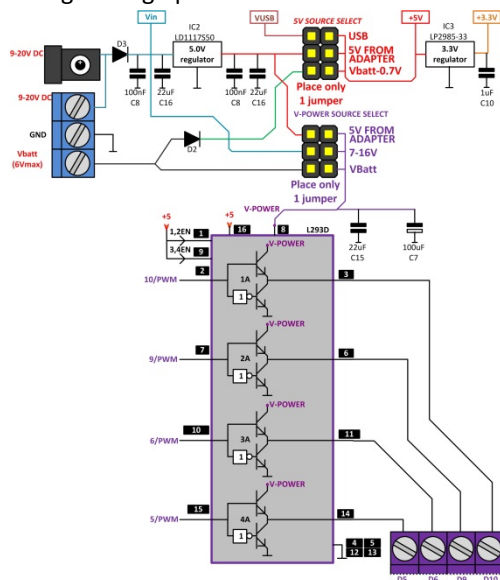 Vin
VUSB
5V SOURCE SELECT
+5V
+3.3V
IC2
LD1117S50
5.0V
regulator
IC3
LP2985-33
3.3V
regulator
9-20V DC
D3
USB
5V FROM
ADAPTER
Vbatt-0.7V
100nF
C8
22uF
C16
100nF
C8
22uF
C16
Place only
1 jumper
1uF
C10
9-20V DC
GND
Vbatt
(6Vmax)
D2
V-POWER SOURCE SELECT
5V FROM
ADAPTER
7-16V
VBatt
Place only
1 jumper
+5
+5
V-POWER
1,2EN
1
16
8
L293D
3,4EN
9
22uF
C15
100uF
C7
V-POWER
2
10/PWM
1A
1
3
V-POWER
7
9/PWM
2A
1
6
V-POWER
10
6/PWM
3A
1
11
V-POWER
15
5/PWM
4A
1
14
4 5
12 13
D5 D6 D9 D10